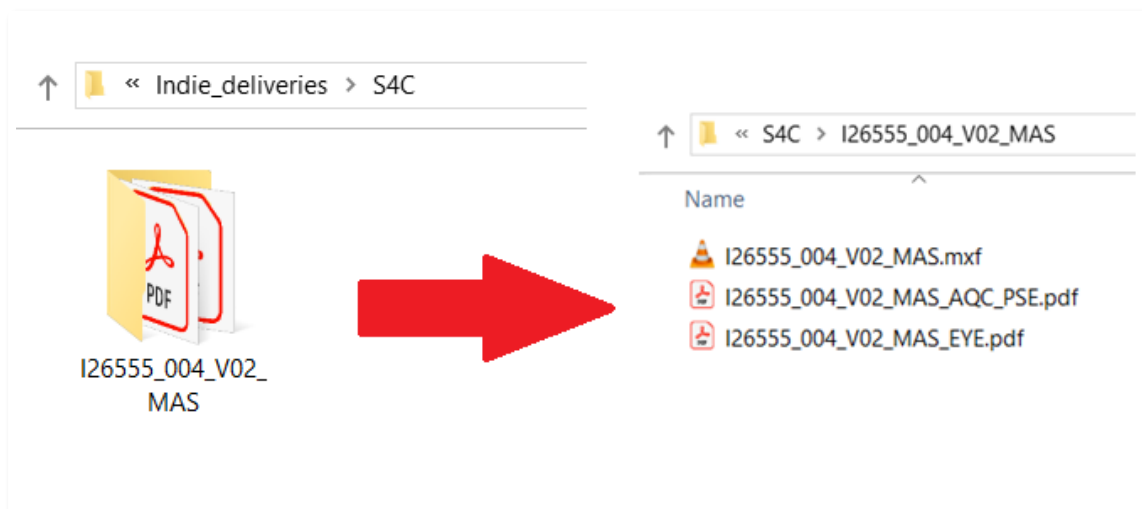 « Indie_deliveries > S4C
PDF
I26555_004_V02_
MAS
« S4C > I26555_004_V02_MAS
Name
I26555_004_V02_MAS.mxf
I26555_004_V02_MAS_AQC_PSE.pdf
I26555_004_V02_MAS_EYE.pdf